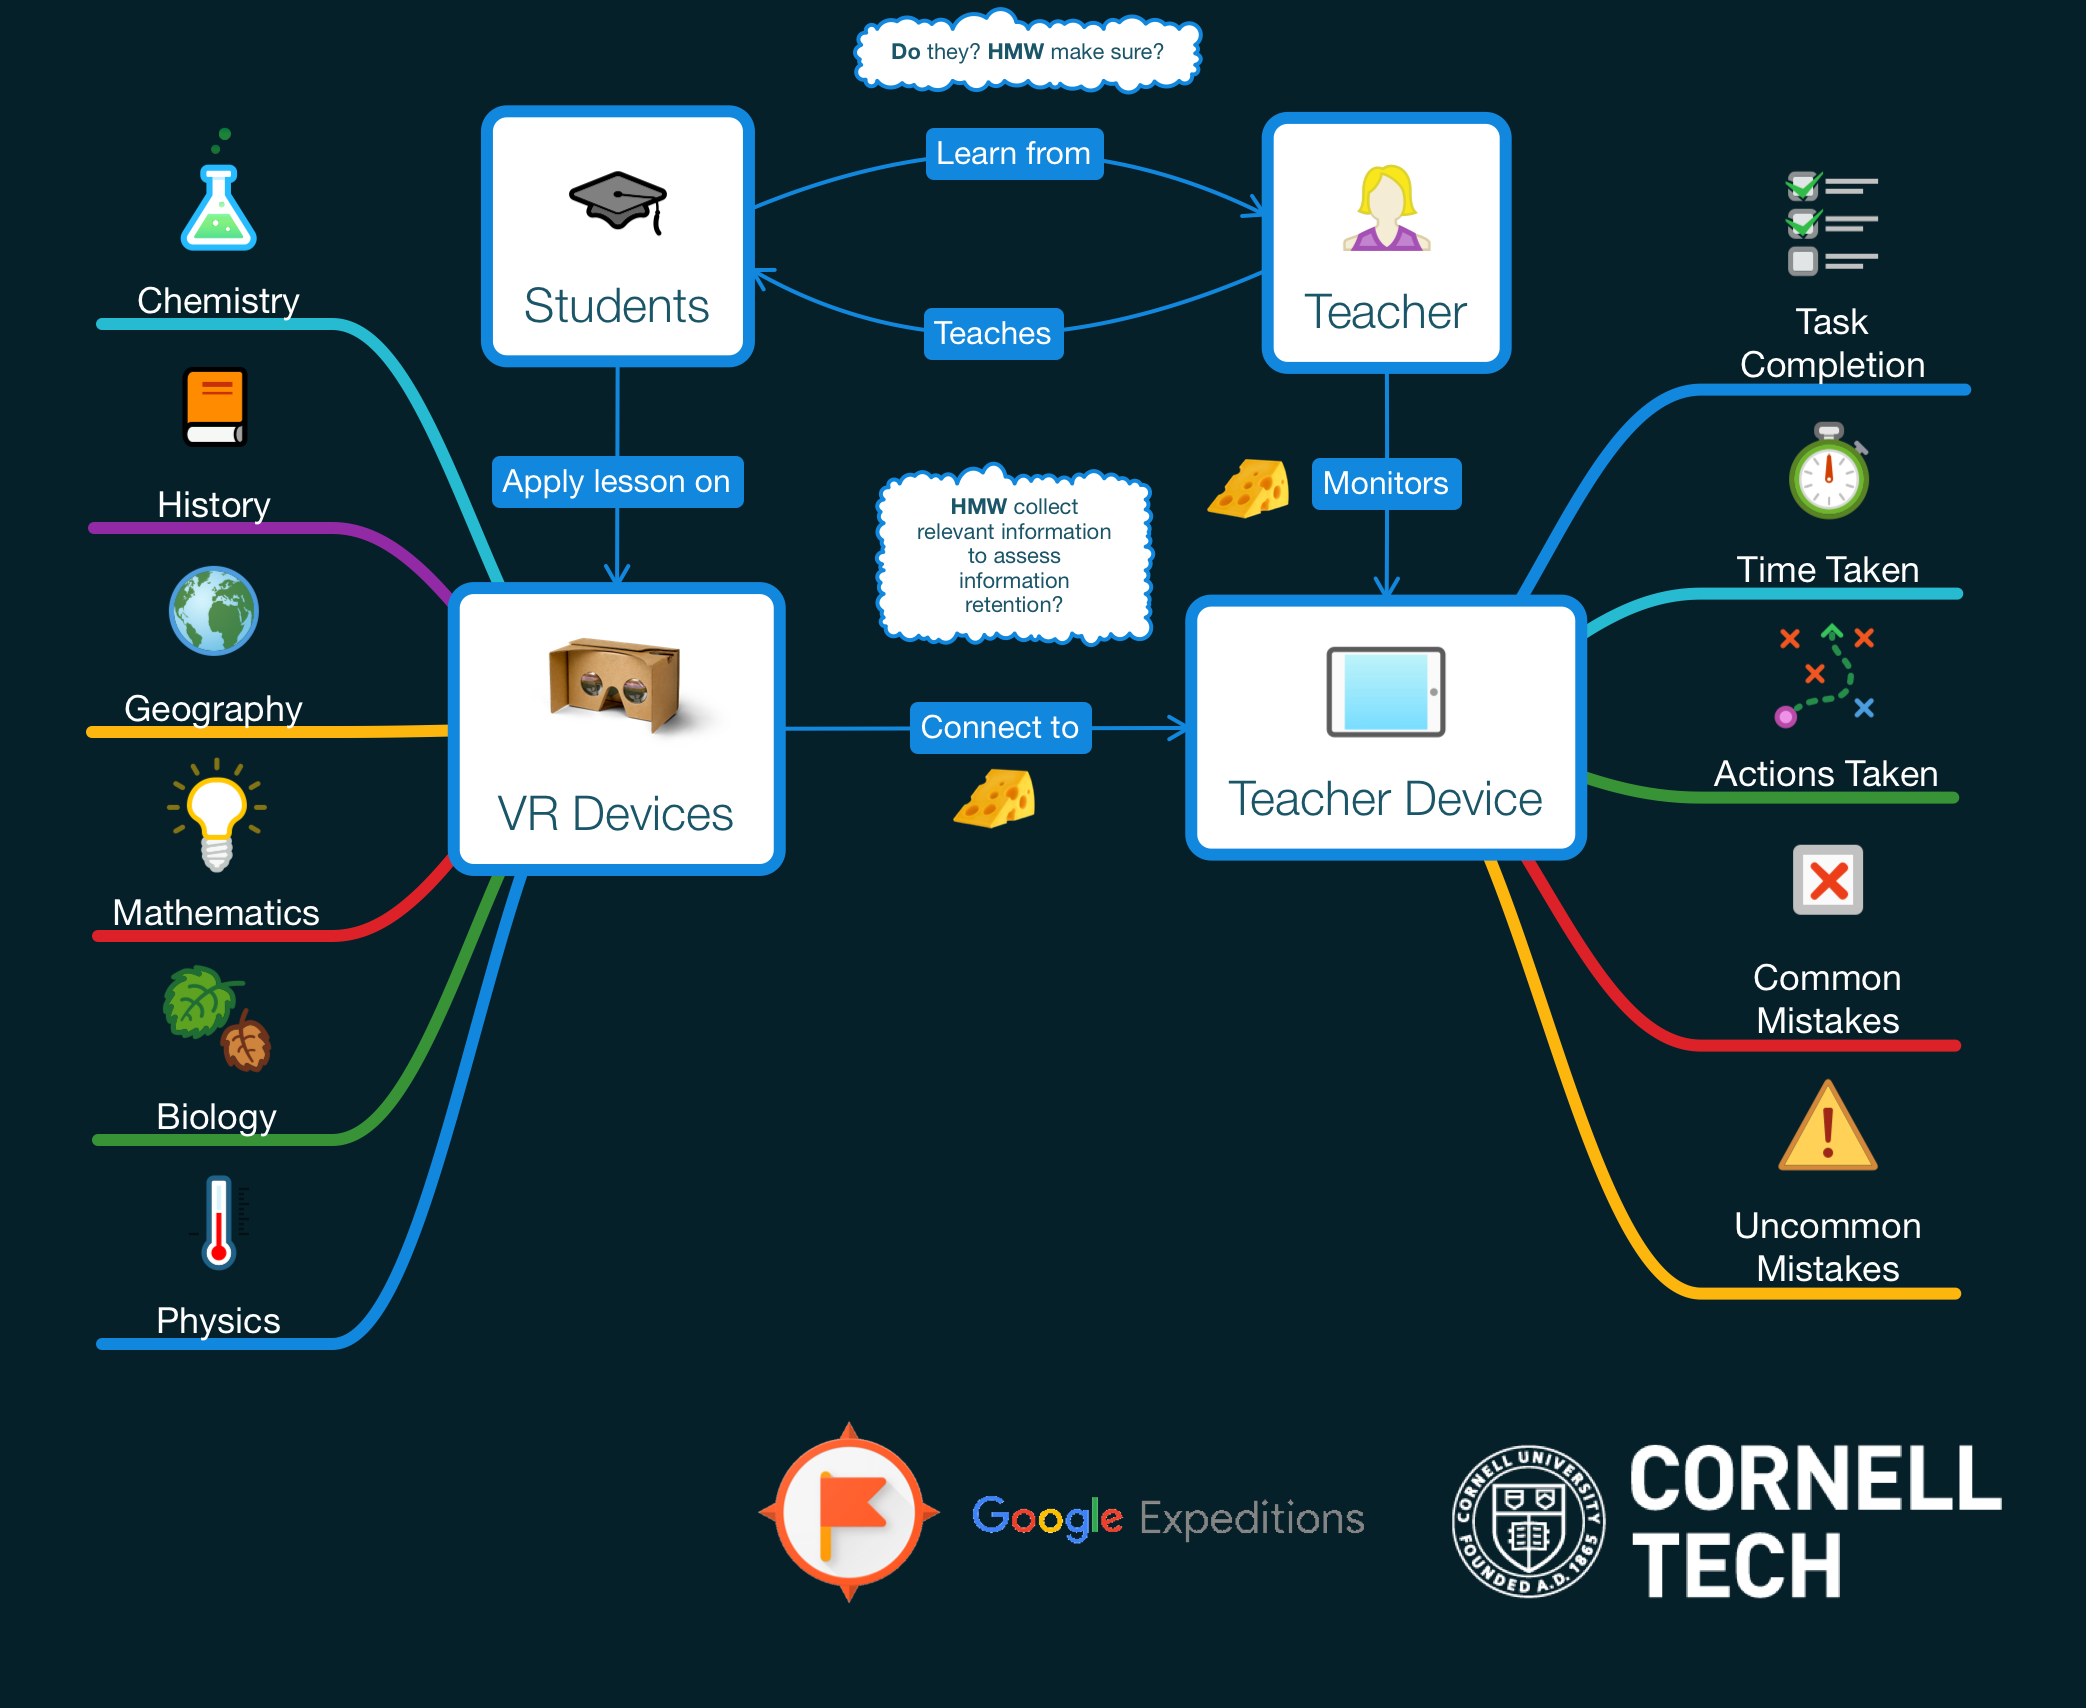 Do they? HMW make sure?
Learn from
Students
Teacher
Teaches
Chemistry
Task
Completion
Apply lesson on
Monitors
History
HMW collect
relevant information
to assess
information
retention?
Time Taken
Geography
Connect to
VR Devices
Teacher Device
Actions Taken
Mathematics
Common
Mistakes
Biology
Uncommon
Mistakes
Physics
Google Expeditions
CORNELL UNIVERSITY
FOUNDED A.D. 1865
CORNELL
TECH